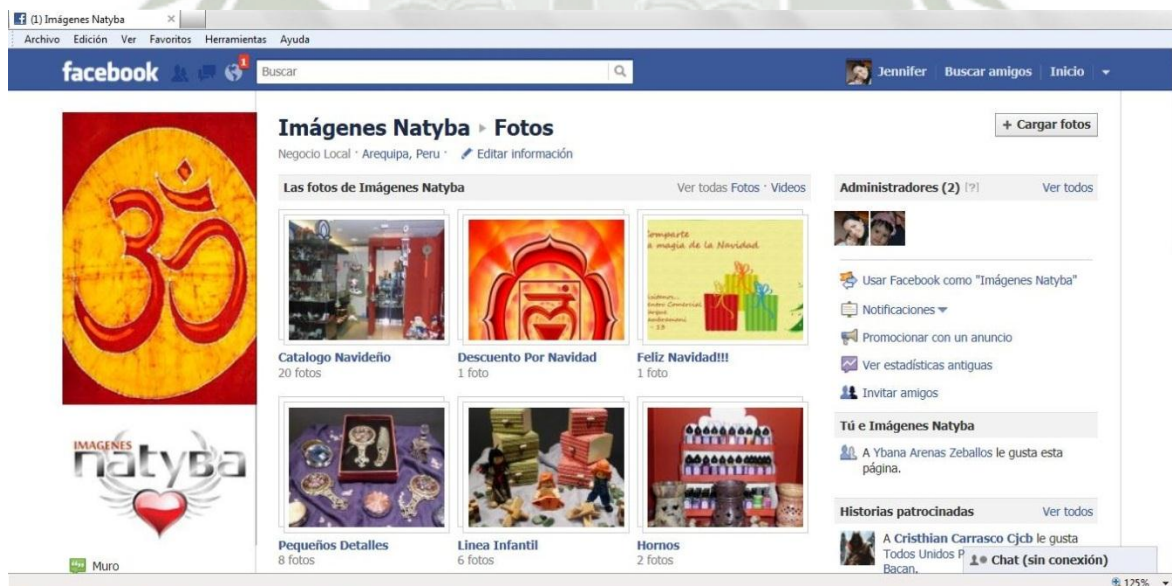 (1) Imágenes Natyba
Archivo Edición Ver Favoritos Herramientas Ayuda
facebook
1
Buscar
Jennifer
Buscar amigos
Inicio
Imágenes Natyba ▸ Fotos
+ Cargar fotos
Negocio Local · Arequipa, Peru · Editar información
Las fotos de Imágenes Natyba
Ver todas Fotos · Videos
Comparte
a magia de la Navidad
Catalogo Navideño
20 fotos
Descuento Por Navidad
1 foto
Feliz Navidad!!!
1 foto
Pequeños Detalles
8 fotos
Linea Infantil
6 fotos
Hornos
2 fotos
IMAGENES
natyBa
Muro
Administradores (2) [?]
Ver todos
Usar Facebook como "Imágenes Natyba"
Notificaciones
Promocionar con un anuncio
Ver estadísticas antiguas
Invitar amigos
Tú e Imágenes Natyba
A Ybana Arenas Zeballos le gusta esta
página.
Historias patrocinadas
Ver todos
A Cristhian Carrasco Cjcb le gusta
Todos Unidos P
Bacan.
Chat (sin conexión)
125%